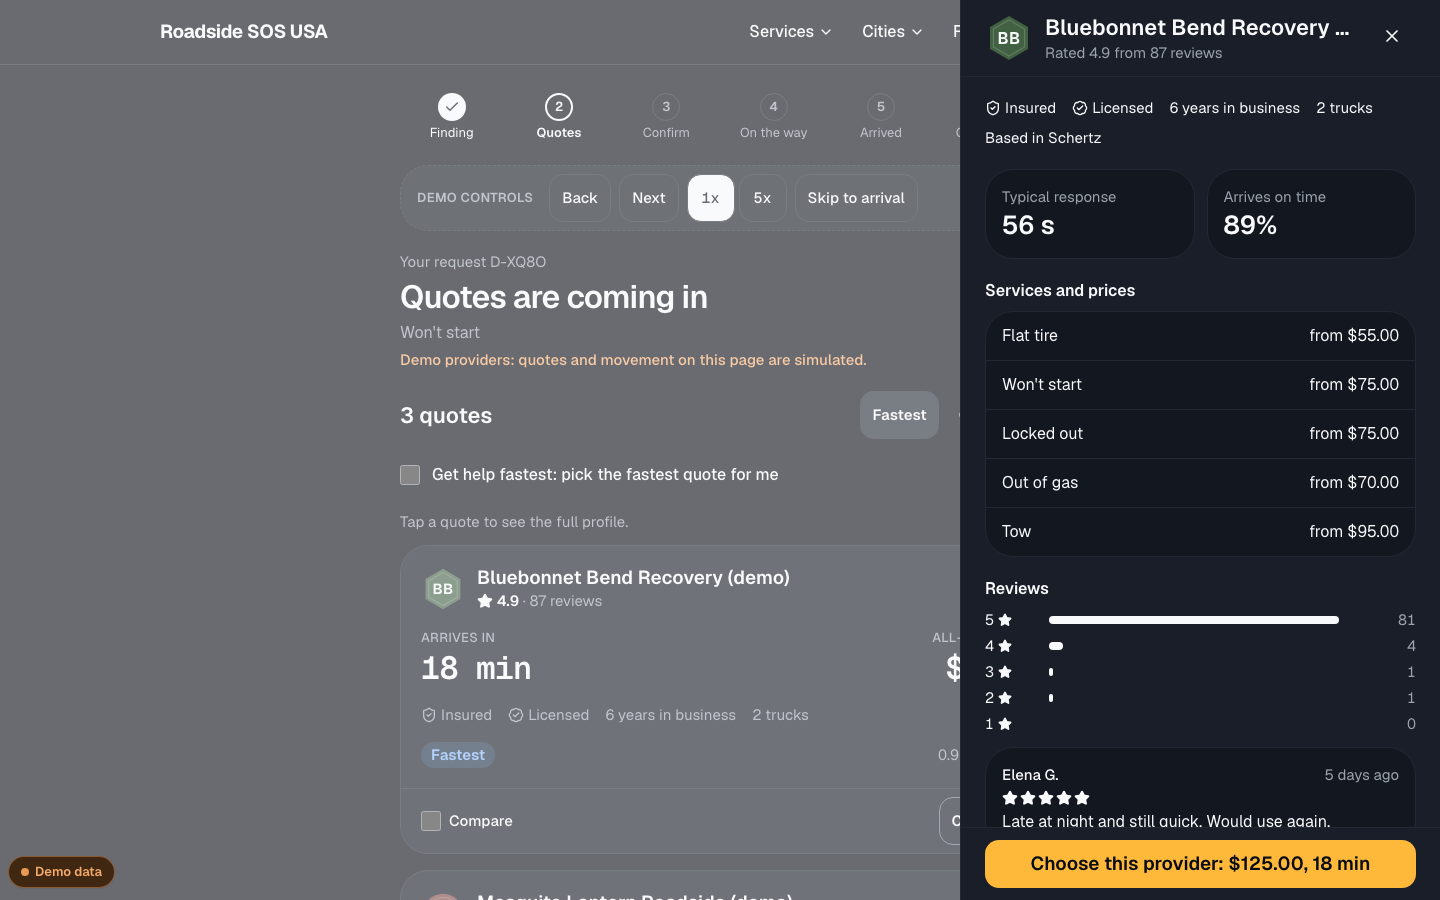 Roadside SOS USA
Services
Cities
F
Finding
2
Quotes
3
Confirm
4
On the way
5
Arrived
DEMO CONTROLS
Back
Next
1x
5x
Skip to arrival
Your request D-XQ8O
Quotes are coming in
Won't start
Demo providers: quotes and movement on this page are simulated.
3 quotes
Fastest
Get help fastest: pick the fastest quote for me
Tap a quote to see the full profile.
BB
Bluebonnet Bend Recovery (demo)
4.9 · 87 reviews
ARRIVES IN
ALL-
18 min
$
Insured
Licensed
6 years in business
2 trucks
Fastest
0.9
Compare
Mosquito Lantern Roadside (demo)
Demo data
BB
Bluebonnet Bend Recovery ...
Rated 4.9 from 87 reviews
Insured
Licensed
6 years in business
2 trucks
Based in Schertz
Typical response
56 s
Arrives on time
89%
Services and prices
Flat tire from $55.00
Won't start from $75.00
Locked out from $75.00
Out of gas from $70.00
Tow from $95.00
Reviews
5 81
4 4
3 1
2 1
1 0
Elena G. 5 days ago
Late at night and still quick. Would use again.
Choose this provider: $125.00, 18 min